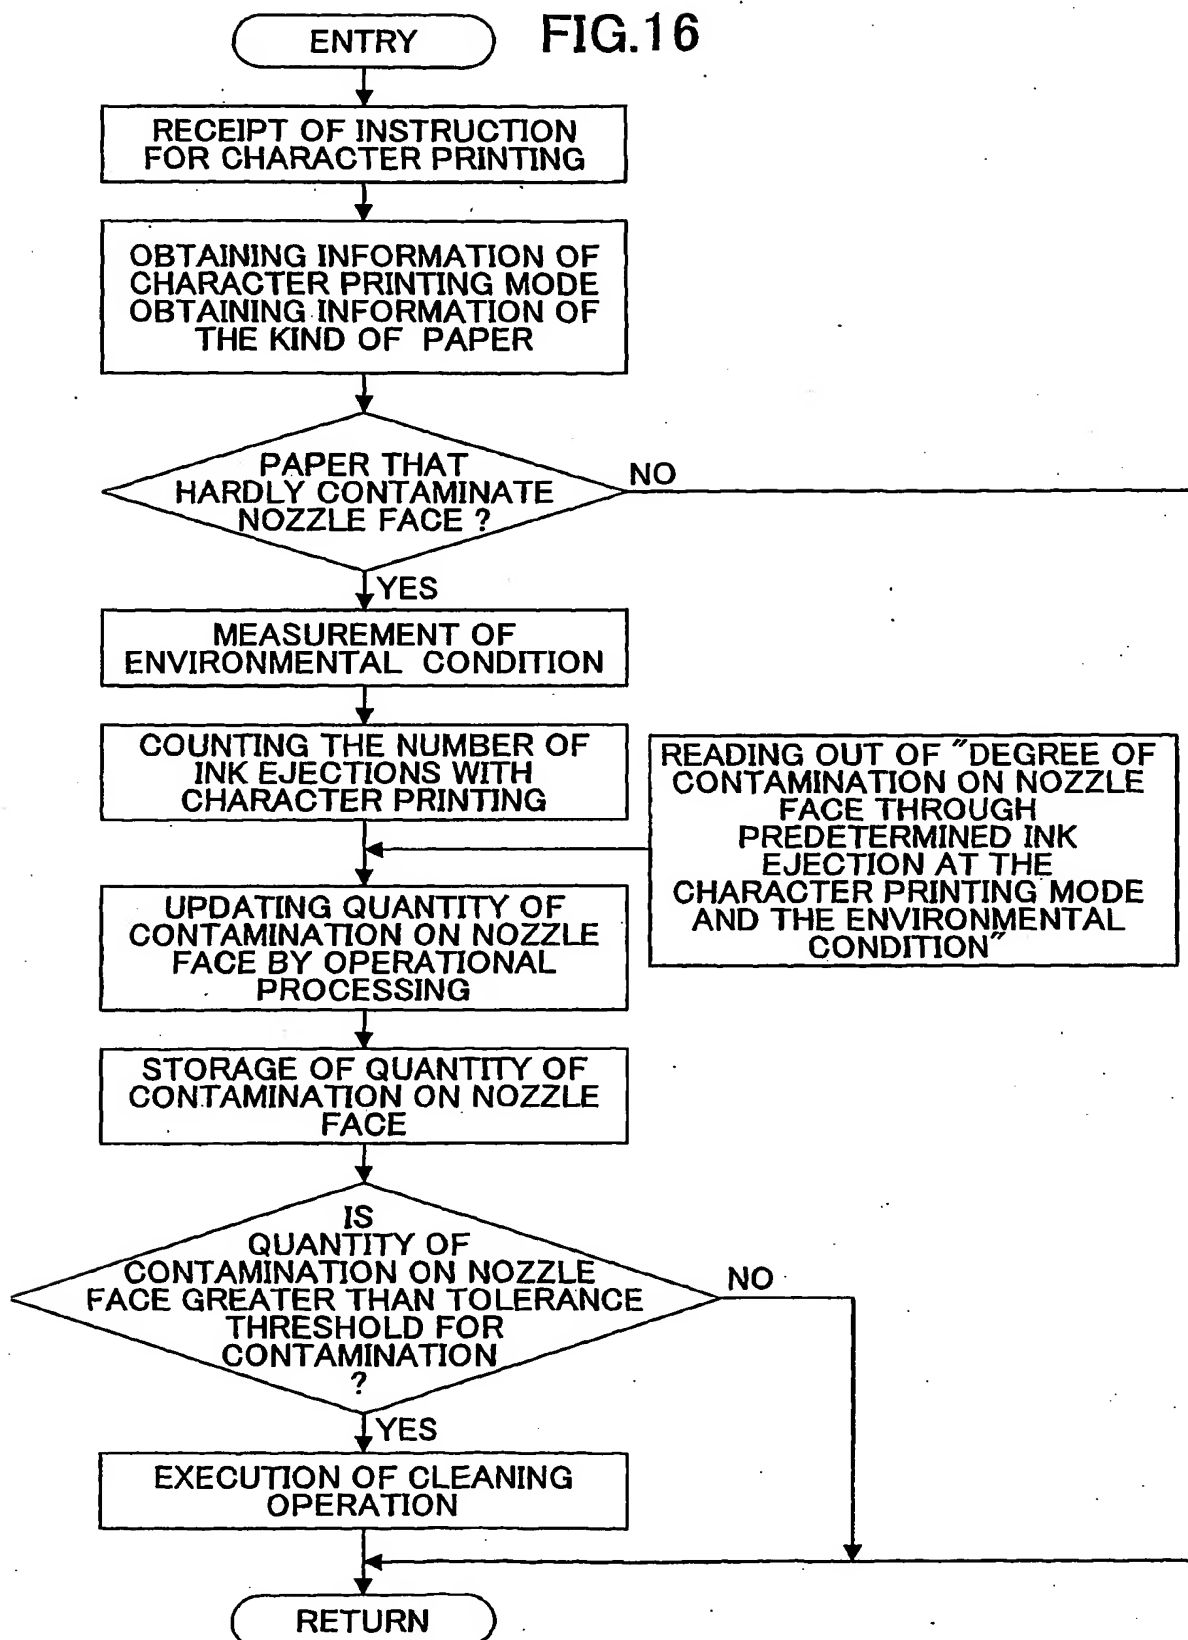 FIG.16
ENTRY
RECEIPT OF INSTRUCTION
FOR CHARACTER PRINTING
OBTAINING INFORMATION OF
CHARACTER PRINTING MODE
OBTAINING INFORMATION OF
THE KIND OF PAPER
PAPER THAT
HARDLY CONTAMINATE
NOZZLE FACE ?
NO
YES
MEASUREMENT OF
ENVIRONMENTAL CONDITION
COUNTING THE NUMBER OF
INK EJECTIONS WITH
CHARACTER PRINTING
READING OUT OF "DEGREE OF
CONTAMINATION ON NOZZLE
FACE THROUGH
PREDETERMINED INK
EJECTION AT THE
CHARACTER PRINTING MODE
AND THE ENVIRONMENTAL
CONDITION"
UPDATING QUANTITY OF
CONTAMINATION ON NOZZLE
FACE BY OPERATIONAL
PROCESSING
STORAGE OF QUANTITY OF
CONTAMINATION ON NOZZLE
FACE
IS
QUANTITY OF
CONTAMINATION ON NOZZLE
FACE GREATER THAN TOLERANCE
THRESHOLD FOR
CONTAMINATION
?
NO
YES
EXECUTION OF CLEANING
OPERATION
RETURN